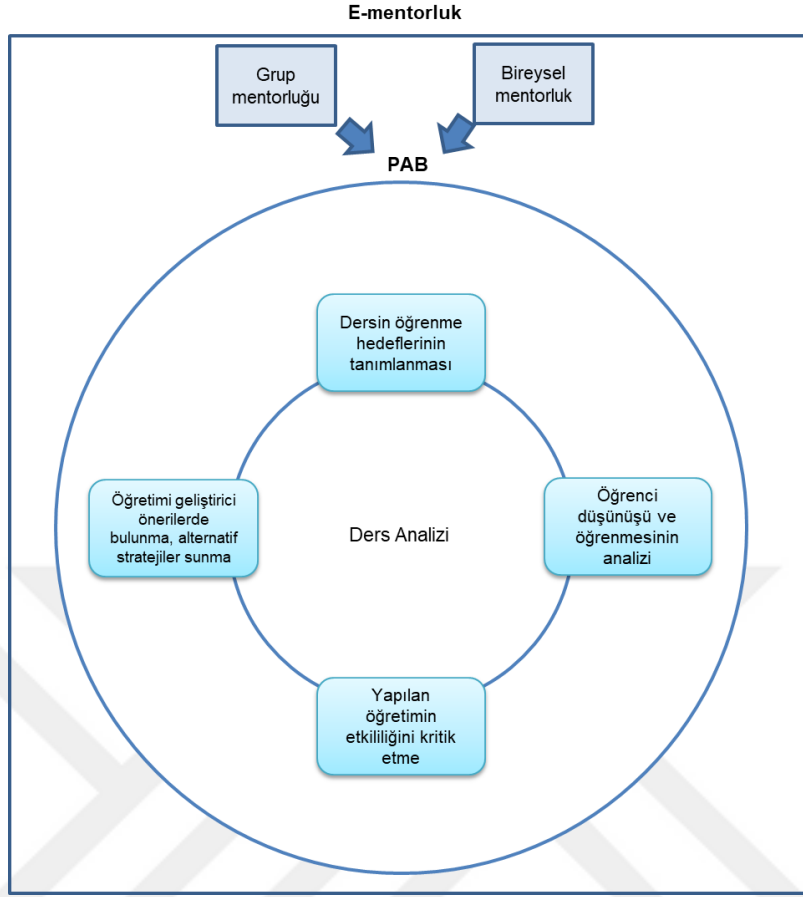 E-mentorluk
Grup
mentorluğu
Bireysel
mentorluk
PAB
Dersin öğrenme
hedeflerinin
tanımlanması
Öğretimi geliştirici
önerilerde
bulunma, alternatif
stratejiler sunma
Ders Analizi
Öğrenci
düşünüşü ve
öğrenmesinin
analizi
Yapılan
öğretimin
etkililiğini kritik
etme